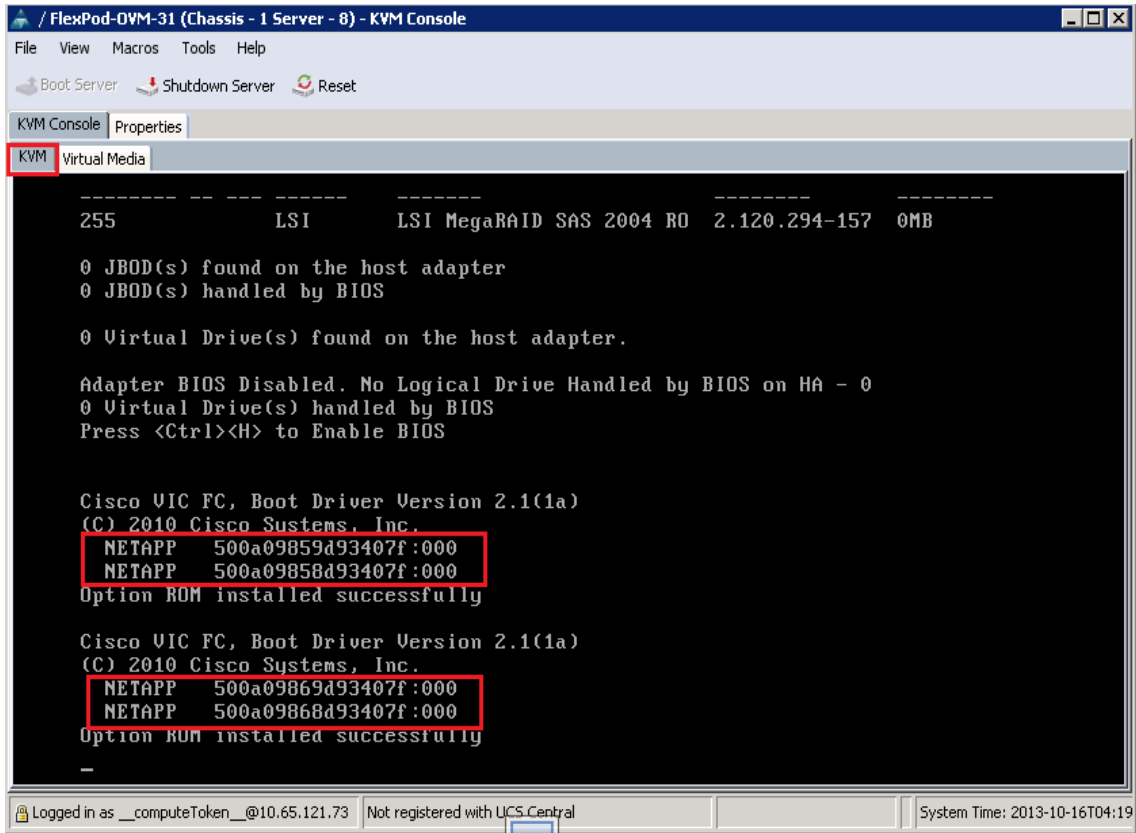 / FlexPod-OVM-31 (Chassis - 1 Server - 8) - KVM Console
File View Macros Tools Help
Boot Server Shutdown Server Reset
KVM Console Properties
KVM Virtual Media
-------- -- --- ------ ------- -------- --------
255 LSI LSI MegaRAID SAS 2004 RO 2.120.294-157 0MB
0 JBOD(s) found on the host adapter
0 JBOD(s) handled by BIOS
0 Virtual Drive(s) found on the host adapter.
Adapter BIOS Disabled. No Logical Drive Handled by BIOS on HA - 0
0 Virtual Drive(s) handled by BIOS
Press <Ctrl><H> to Enable BIOS
Cisco VIC FC, Boot Driver Version 2.1(1a)
(C) 2010 Cisco Systems, Inc.
NETAPP 500a09859d93407f:000
NETAPP 500a09858d93407f:000
Option ROM installed successfully
Cisco VIC FC, Boot Driver Version 2.1(1a)
(C) 2010 Cisco Systems, Inc.
NETAPP 500a09869d93407f:000
NETAPP 500a09868d93407f:000
Option ROM installed successfully
_
Logged in as __computeToken__@10.65.121.73 Not registered with UCS Central System Time: 2013-10-16T04:19